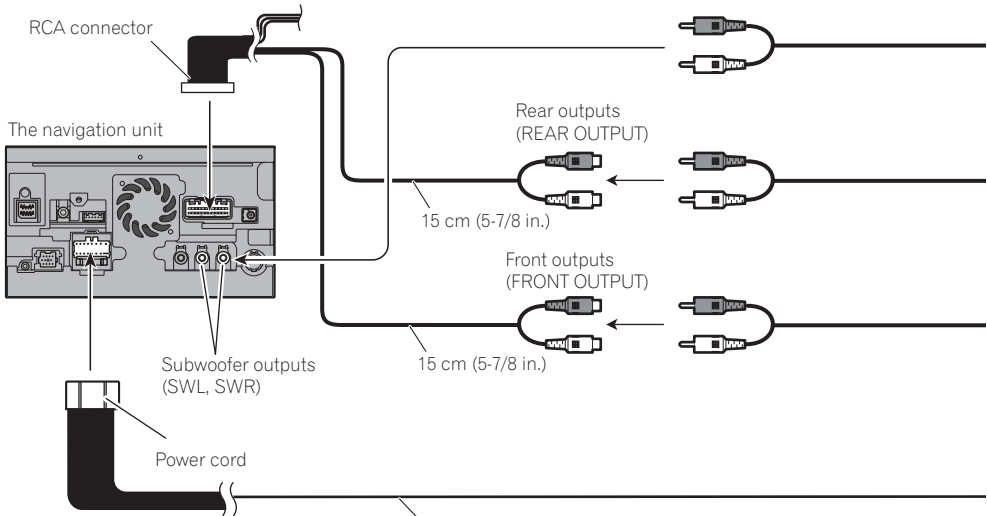 RCA connector
The navigation unit
Rear outputs
(REAR OUTPUT)
15 cm (5-7/8 in.)
Front outputs
(FRONT OUTPUT)
15 cm (5-7/8 in.)
Subwoofer outputs
(SWL, SWR)
Power cord